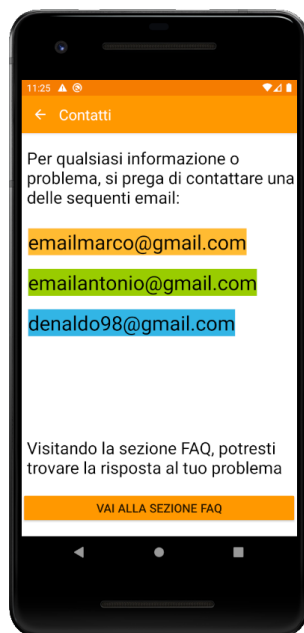 11:25
Contatti
Per qualsiasi informazione o
problema, si prega di contattare una
delle sequenti email:
emailmarco@gmail.com
emailantonio@gmail.com
denaldo98@gmail.com
Visitando la sezione FAQ, potresti
trovare la risposta al tuo problema
VAI ALLA SEZIONE FAQ